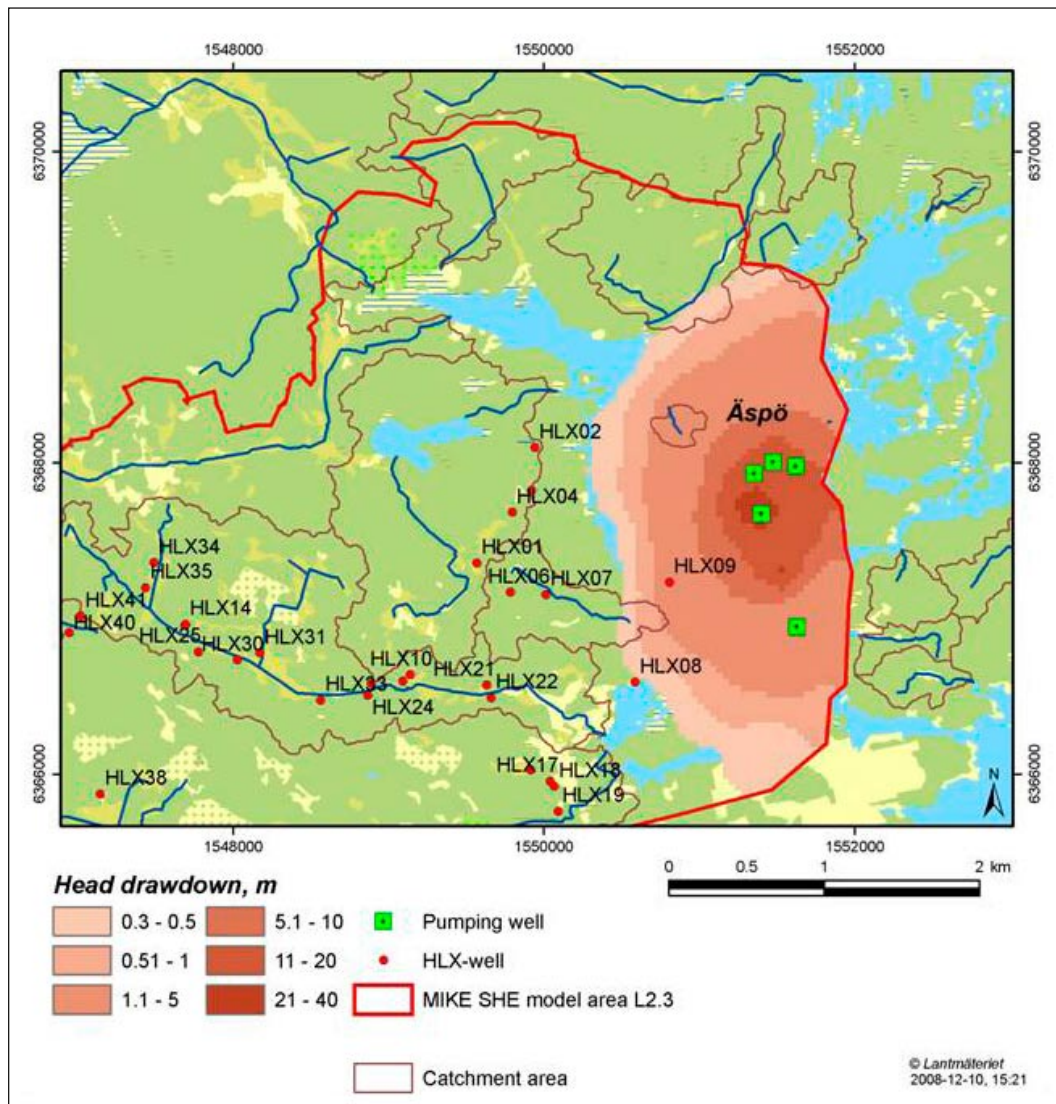 1548000 1550000 1552000
6370000 6370000
Äspö
HLX02
6368000 6368000
HLX04
HLX34
HLX01
HLX35
HLX06 HLX07
HLX09
HLX41
HLX14
HLX40
HLX25
HLX30 HLX31
HLX10
HLX21
HLX08
HLX33
HLX22
HLX24
HLX17
HLX18
6366000 6366000
HLX38
HLX19
N
1548000 1550000 1552000
0 0.5 1 2 km
Head drawdown, m
0.3 - 0.5 5.1 - 10 Pumping well
0.51 - 1 11 - 20 HLX-well
1.1 - 5 21 - 40 MIKE SHE model area L2.3
Catchment area
© Lantmäteriet
2008-12-10, 15:21